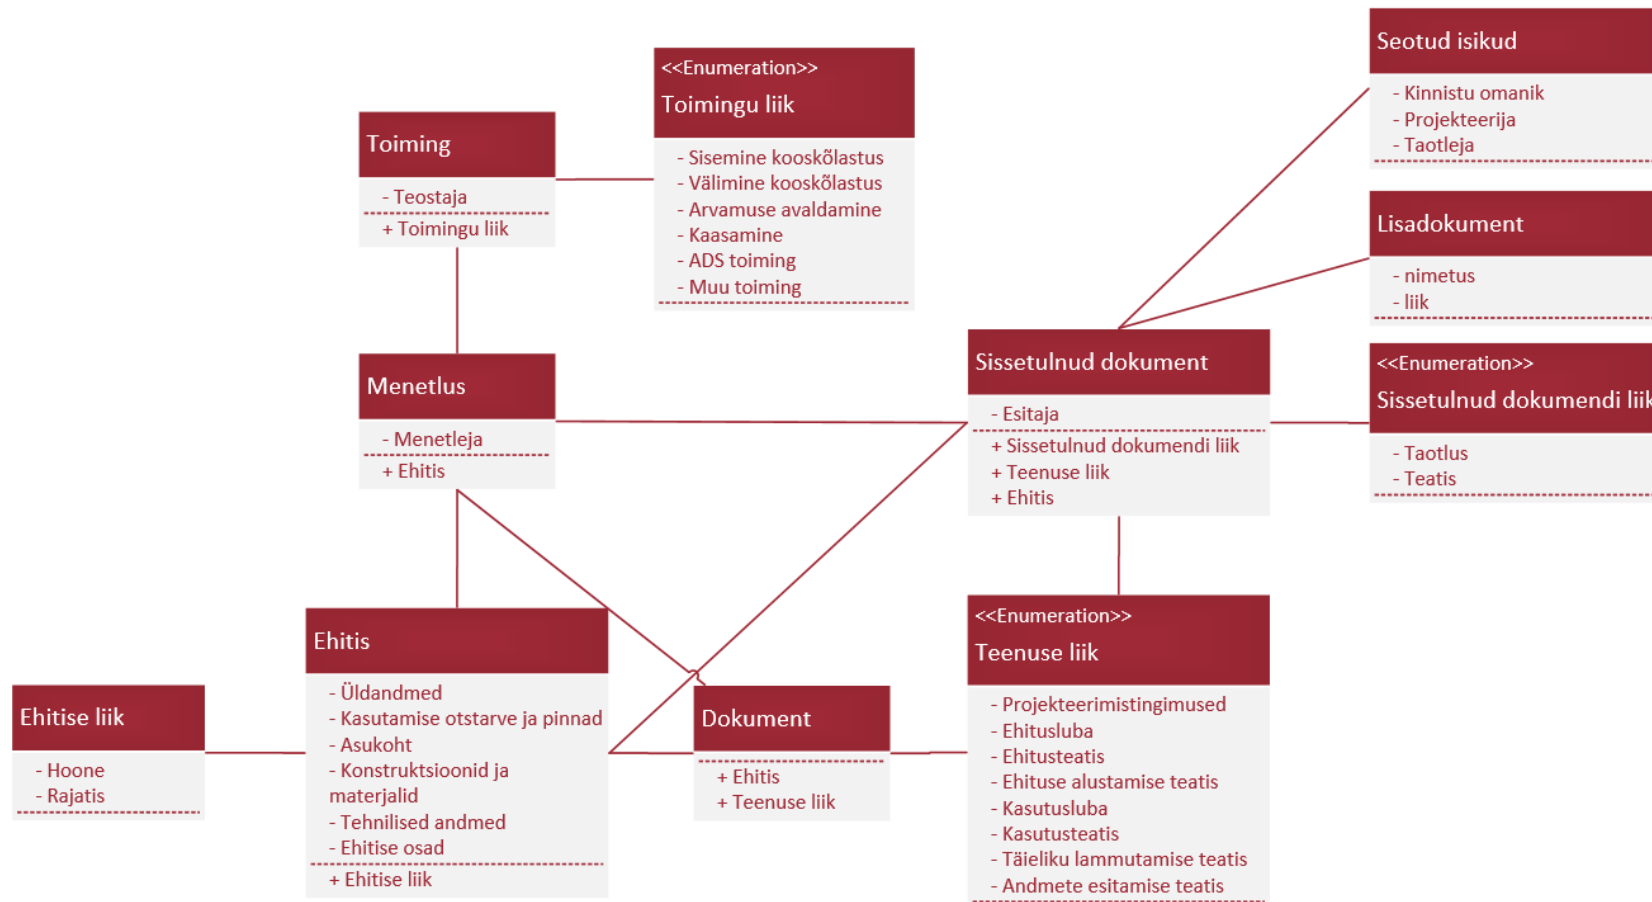 Seotud isikud
- Kinnistu omanik
- Projekteerija
- Taotleja
<<Enumeration>>
Toimingu liik
- Sisemine kooskõlastus
- Välimine kooskõlastus
- Arvamuse avaldamine
- Kaasamine
- ADS toiming
- Muu toiming
Toiming
- Teostaja
+ Toimingu liik
Lisadokument
- nimetus
- liik
Menetlus
- Menetleja
+ Ehitis
Sissetulnud dokument
- Esitaja
+ Sissetulnud dokumendi liik
+ Teenuse liik
+ Ehitis
<<Enumeration>>
Sissetulnud dokumendi liik
- Taotlus
- Teatis
Ehitise liik
- Hoone
- Rajatis
Ehitis
- Üldandmed
- Kasutamise otstarve ja pinnad
- Asukoht
- Konstruktsioonid ja
materjalid
- Tehnilised andmed
- Ehitise osad
+ Ehitise liik
Dokument
+ Ehitis
+ Teenuse liik
<<Enumeration>>
Teenuse liik
- Projekteerimistingimused
- Ehitusluba
- Ehitusteatis
- Ehituse alustamise teatis
- Kasutusluba
- Kasutusteatis
- Täieliku lammutamise teatis
- Andmete esitamise teatis